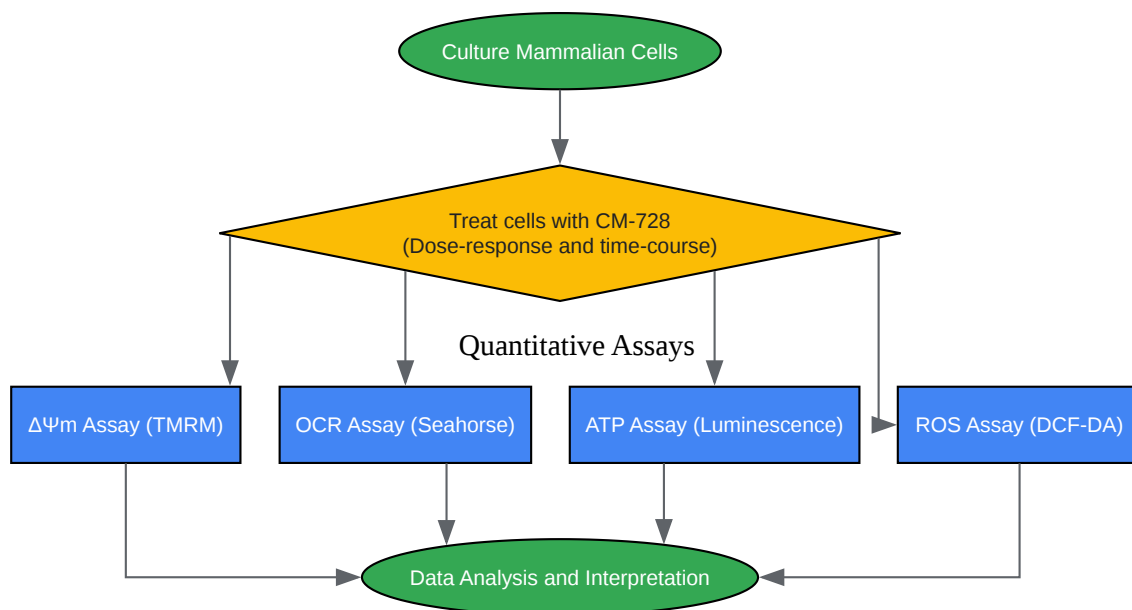 Culture Mammalian Cells
Treat cells with CM-728
(Dose-response and time-course)
Quantitative Assays
ΔΨm Assay (TMRM)
OCR Assay (Seahorse)
ATP Assay (Luminescence)
ROS Assay (DCF-DA)
Data Analysis and Interpretation